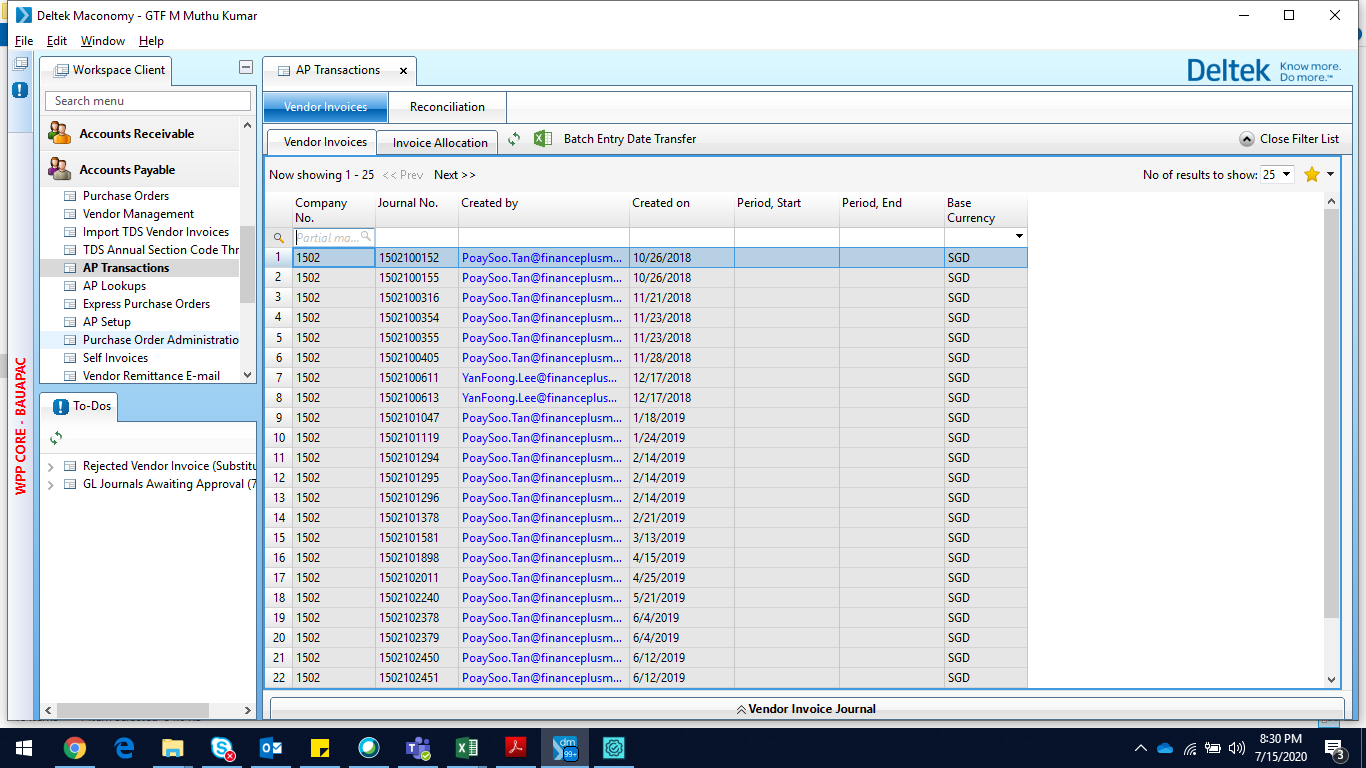 Deltek Maconomy - GTF M Muthu Kumar
File Edit Window Help
Workspace Client
Search menu
Accounts Receivable
Accounts Payable
Purchase Orders
Vendor Management
Import TDS Vendor Invoices
TDS Annual Section Code Thr
AP Transactions
AP Lookups
Express Purchase Orders
AP Setup
Purchase Order Administratio
Self Invoices
Vendor Remittance E-mail
To-Dos
Rejected Vendor Invoice (Substitu
GL Journals Awaiting Approval (7
WPP CORE - BAUAPAC
AP Transactions
Deltek Know more.
Do more.™
Vendor Invoices Reconciliation
Vendor Invoices Invoice Allocation Batch Entry Date Transfer Close Filter List
Now showing 1 - 25 << Prev Next >> No of results to show: 25
Company No. Journal No. Created by Created on Period, Start Period, End Base Currency
Partial ma...
1 1502 1502100152 PoaySoo.Tan@financeplusm... 10/26/2018 SGD
2 1502 1502100155 PoaySoo.Tan@financeplusm... 10/26/2018 SGD
3 1502 1502100316 PoaySoo.Tan@financeplusm... 11/21/2018 SGD
4 1502 1502100354 PoaySoo.Tan@financeplusm... 11/23/2018 SGD
5 1502 1502100355 PoaySoo.Tan@financeplusm... 11/23/2018 SGD
6 1502 1502100405 PoaySoo.Tan@financeplusm... 11/28/2018 SGD
7 1502 1502100611 YanFoong.Lee@financeplus... 12/17/2018 SGD
8 1502 1502100613 YanFoong.Lee@financeplus... 12/17/2018 SGD
9 1502 1502101047 PoaySoo.Tan@financeplusm... 1/18/2019 SGD
10 1502 1502101119 PoaySoo.Tan@financeplusm... 1/24/2019 SGD
11 1502 1502101294 PoaySoo.Tan@financeplusm... 2/14/2019 SGD
12 1502 1502101295 PoaySoo.Tan@financeplusm... 2/14/2019 SGD
13 1502 1502101296 PoaySoo.Tan@financeplusm... 2/14/2019 SGD
14 1502 1502101378 PoaySoo.Tan@financeplusm... 2/21/2019 SGD
15 1502 1502101581 PoaySoo.Tan@financeplusm... 3/13/2019 SGD
16 1502 1502101898 PoaySoo.Tan@financeplusm... 4/15/2019 SGD
17 1502 1502102011 PoaySoo.Tan@financeplusm... 4/25/2019 SGD
18 1502 1502102240 PoaySoo.Tan@financeplusm... 5/21/2019 SGD
19 1502 1502102378 PoaySoo.Tan@financeplusm... 6/4/2019 SGD
20 1502 1502102379 PoaySoo.Tan@financeplusm... 6/4/2019 SGD
21 1502 1502102450 PoaySoo.Tan@financeplusm... 6/12/2019 SGD
22 1502 1502102451 PoaySoo.Tan@financeplusm... 6/12/2019 SGD
Vendor Invoice Journal
dm
99+
8:30 PM
7/15/2020
3